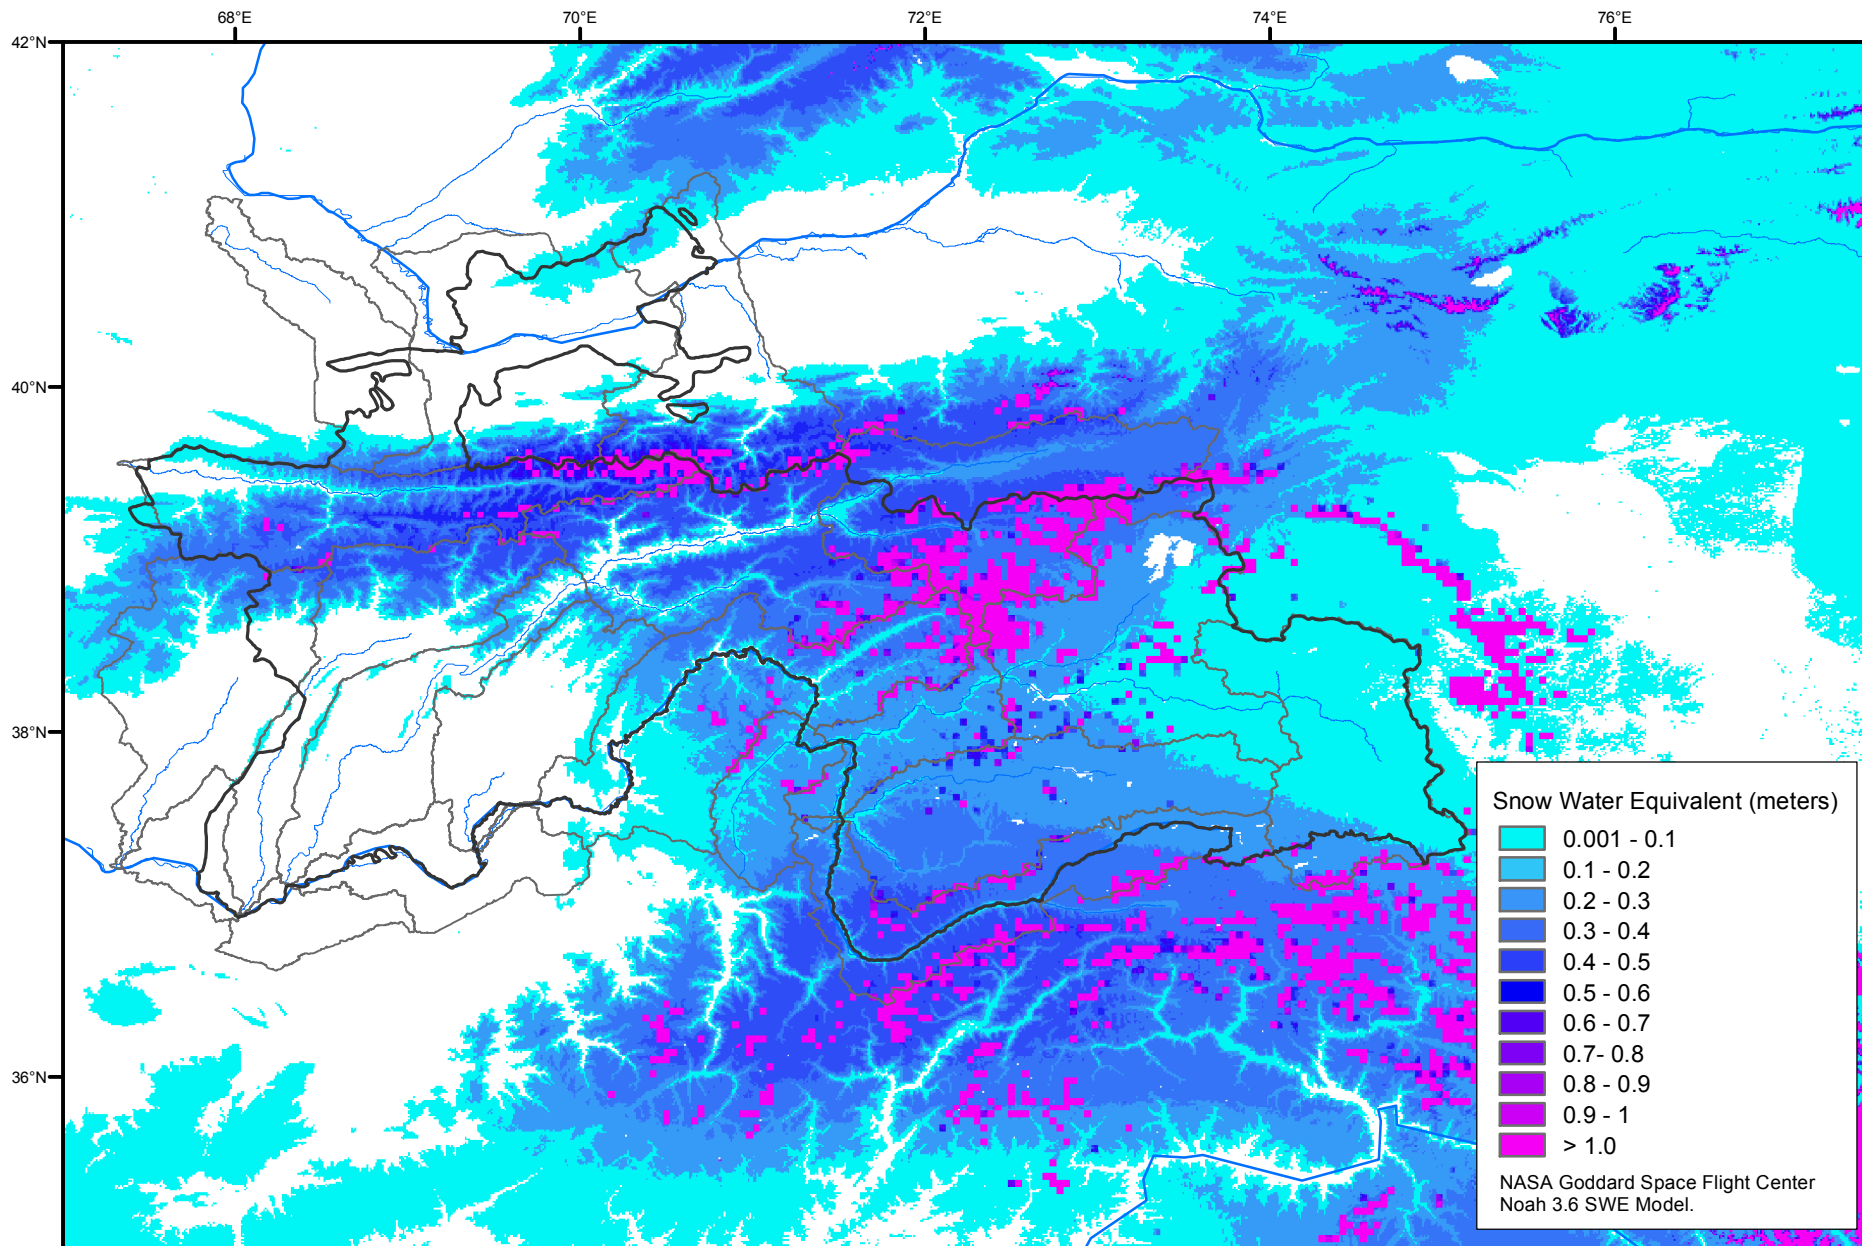 68°E 70°E 72°E 74°E 76°E
42°N
40°N
38°N
36°N
Snow Water Equivalent (meters)
0.001 - 0.1
0.1 - 0.2
0.2 - 0.3
0.3 - 0.4
0.4 - 0.5
0.5 - 0.6
0.6 - 0.7
0.7- 0.8
0.8 - 0.9
0.9 - 1
> 1.0
NASA Goddard Space Flight Center
Noah 3.6 SWE Model.